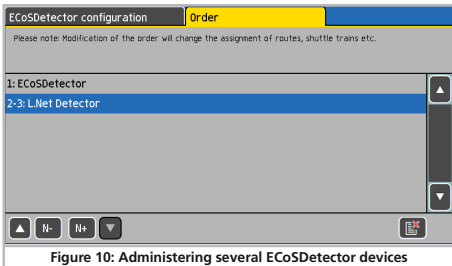 ECoSDetector configuration
Order
Please note: Modification of the order will change the assignment of routes, shuttle trains etc.
1: ECoSDetector
2-3: L.Net Detector
N-
N+
Figure 10: Administering several ECoSDetector devices